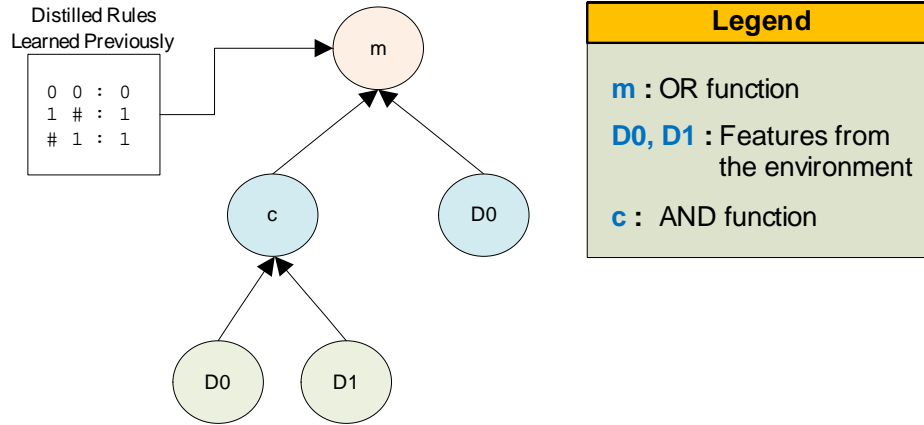 Distilled Rules
Learned Previously
0 0 : 0
1 # : 1
# 1 : 1
m
c
D0
D0
D1
Legend
m : OR function
D0, D1 : Features from
the environment
c : AND function